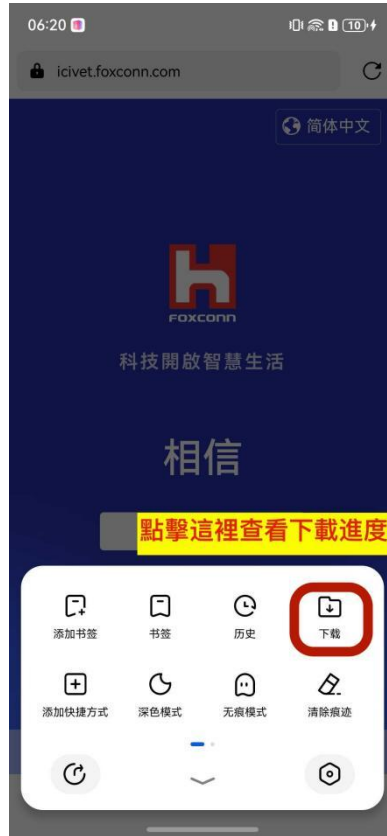 06:20
10
icivet.foxconn.com
简体中文
FOXCONN
科技開啟智慧生活
相信
點擊這裡查看下載進度
添加书签
书签
历史
下载
添加快捷方式
深色模式
无痕模式
清除痕迹